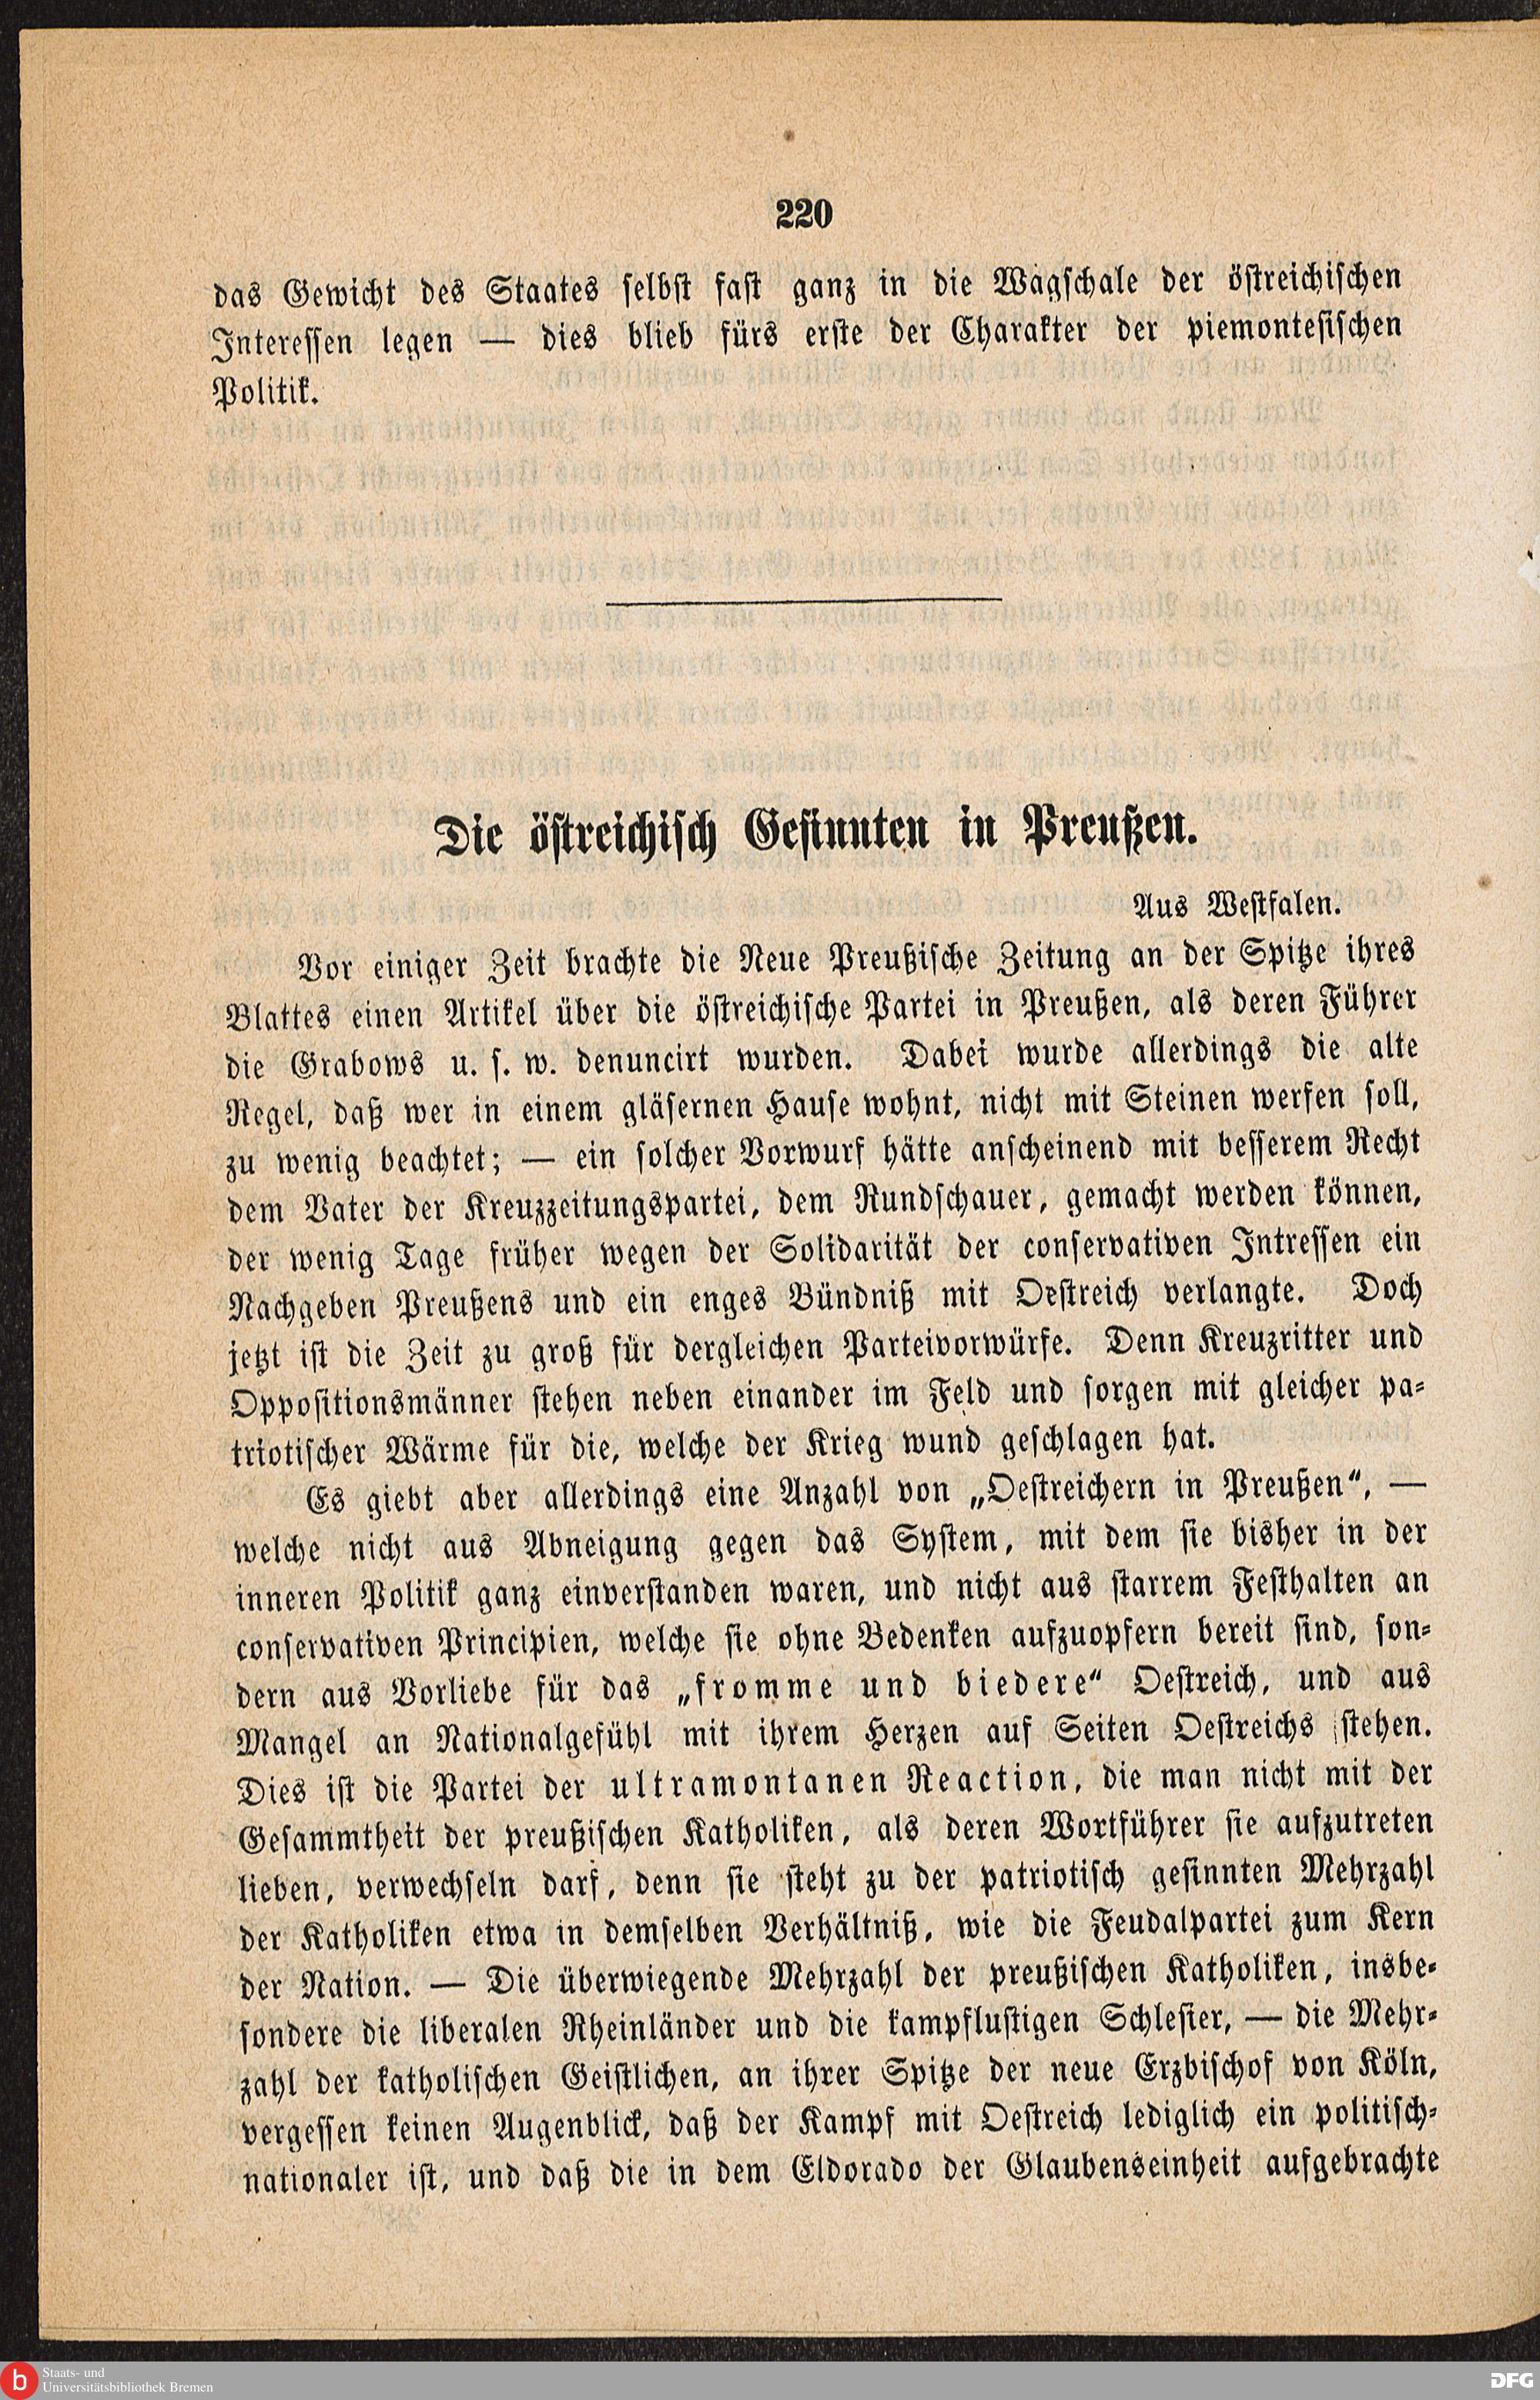 220
das Gewicht des Staates selbst fast ganz in die Wagschale der östreichischen
Interessen legen — dies blieb fürs erste der Charakter der piemontesischen
Politik.
Die östreichisch Gesinnten in Preußen.
Aus Westfalen.
Vor einiger Zeit brachte die Neue Preußische Zeitung an der Spitze ihres
Blattes einen Artikel über die östreichische Partei in Preußen, als deren Führer
die Grabows u. s. w. denuncirt wurden. Dabei wurde allerdings die alte
Regel, daß wer in einem gläsernen Hause wohnt, nicht mit Steinen werfen soll,
zu wenig beachtet; — ein solcher Vorwurf hätte anscheinend mit besserem Recht
dem Vater der Kreuzzeitungspartei, dem Rundschauer, gemacht werden können,
der wenig Tage früher wegen der Solidarität der conservativen Intressen ein
Nachgeben Preußens und ein enges Bündniß mit Oestreich verlangte. Doch
jetzt ist die Zeit zu groß für dergleichen Parteivorwürfe. Denn Kreuzritter und
Oppositionsmänner stehen neben einander im Feld und sorgen mit gleicher pa-
triotischer Wärme für die, welche der Krieg wund geschlagen hat.
Es giebt aber allerdings eine Anzahl von „Oestreichern in Preußen“, —
welche nicht aus Abneigung gegen das System, mit dem sie bisher in der
inneren Politik ganz einverstanden waren, und nicht aus starrem Festhalten an
conservativen Principien, welche sie ohne Bedenken aufzuopfern bereit sind, son-
dern aus Vorliebe für das „fromme und biedere“ Oestreich, und aus
Mangel an Nationalgefühl mit ihrem Herzen auf Seiten Oestreichs stehen.
Dies ist die Partei der ultramontanen Reaction, die man nicht mit der
Gesammtheit der preußischen Katholiken, als deren Wortführer sie aufzutreten
lieben, verwechseln darf, denn sie steht zu der patriotisch gesinnten Mehrzahl
der Katholiken etwa in demselben Verhältniß, wie die Feudalpartei zum Kern
der Nation. — Die überwiegende Mehrzahl der preußischen Katholiken, insbe-
sondere die liberalen Rheinländer und die kampflustigen Schlesier, — die Mehr-
zahl der katholischen Geistlichen, an ihrer Spitze der neue Erzbischof von Köln,
vergessen keinen Augenblick, daß der Kampf mit Oestreich lediglich ein politisch-
nationaler ist, und daß die in dem Eldorado der Glaubenseinheit aufgebrachte
b
Staats- und
Universitätsbibliothek Bremen
DFG